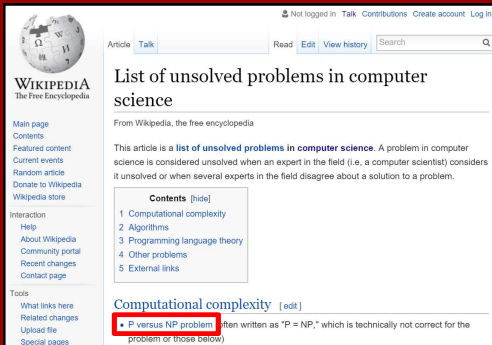 Not logged in Talk Contributions Create account Log in
Article Talk Read Edit View history Search
WIKIPEDIA
The Free Encyclopedia
Main page
Contents
Featured content
Current events
Random article
Donate to Wikipedia
Wikipedia store
Interaction
Help
About Wikipedia
Community portal
Recent changes
Contact page
Tools
What links here
Related changes
Upload file
Special pages
List of unsolved problems in computer
science
From Wikipedia, the free encyclopedia
This article is a list of unsolved problems in computer science. A problem in computer
science is considered unsolved when an expert in the field (i.e, a computer scientist) considers
it unsolved or when several experts in the field disagree about a solution to a problem.
Contents [hide]
1 Computational complexity
2 Algorithms
3 Programming language theory
4 Other problems
5 External links
Computational complexity [edit]
• P versus NP problem (often written as "P = NP," which is technically not correct for the
problem or those below)